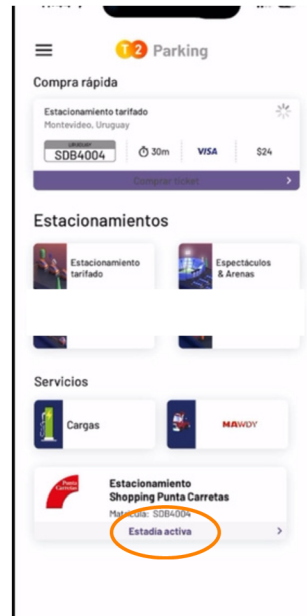 T2 Parking
Compra rápida
Estacionamiento tarifado
Montevideo, Uruguay
URUGUAY
SDB4004
30m
VISA
$24
Comprar ticket
Estacionamientos
Estacionamiento
tarifado
Espectáculos
& Arenas
Servicios
Cargas
MAWDY
Punta
Carretas
Estacionamiento
Shopping Punta Carretas
Matrícula: SDB4004
Estadía activa